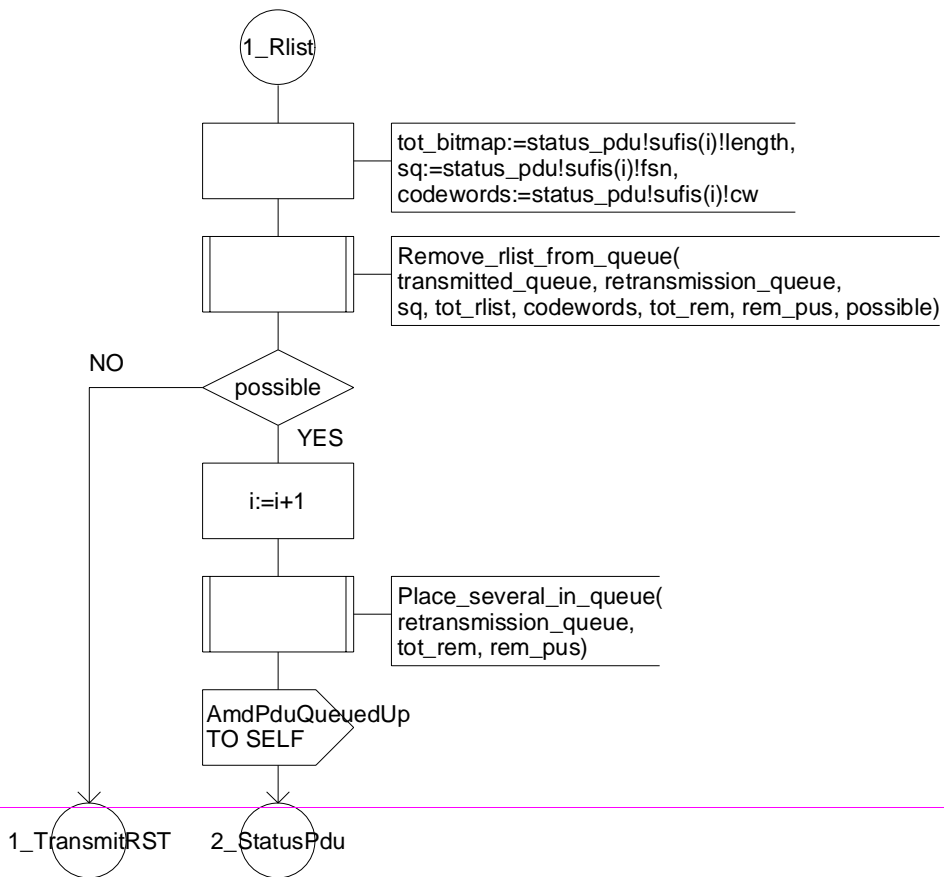 1_Rlist
tot_bitmap:=status_pdu!sufis(i)!length,
sq:=status_pdu!sufis(i)!fsn,
codewords:=status_pdu!sufis(i)!cw
Remove_rlist_from_queue(
transmitted_queue, retransmission_queue,
sq, tot_rlist, codewords, tot_rem, rem_pus, possible)
NO
possible
YES
i:=i+1
Place_several_in_queue(
retransmission_queue,
tot_rem, rem_pus)
AmdPduQueuedUp
TO SELF
1_TransmitRST
2_StatusPdu